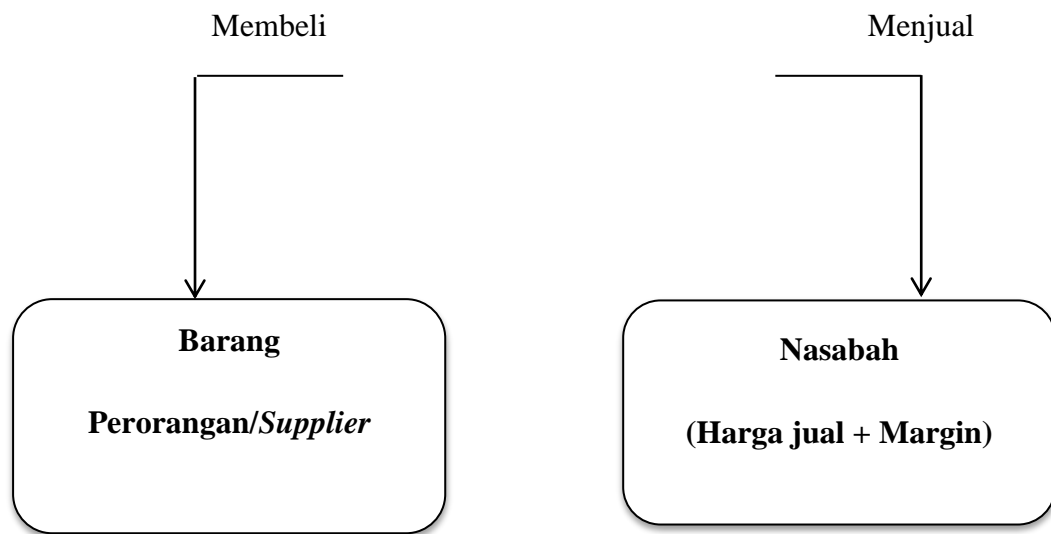 Membeli
Menjual
Barang
Perorangan/Supplier
Nasabah
(Harga jual + Margin)